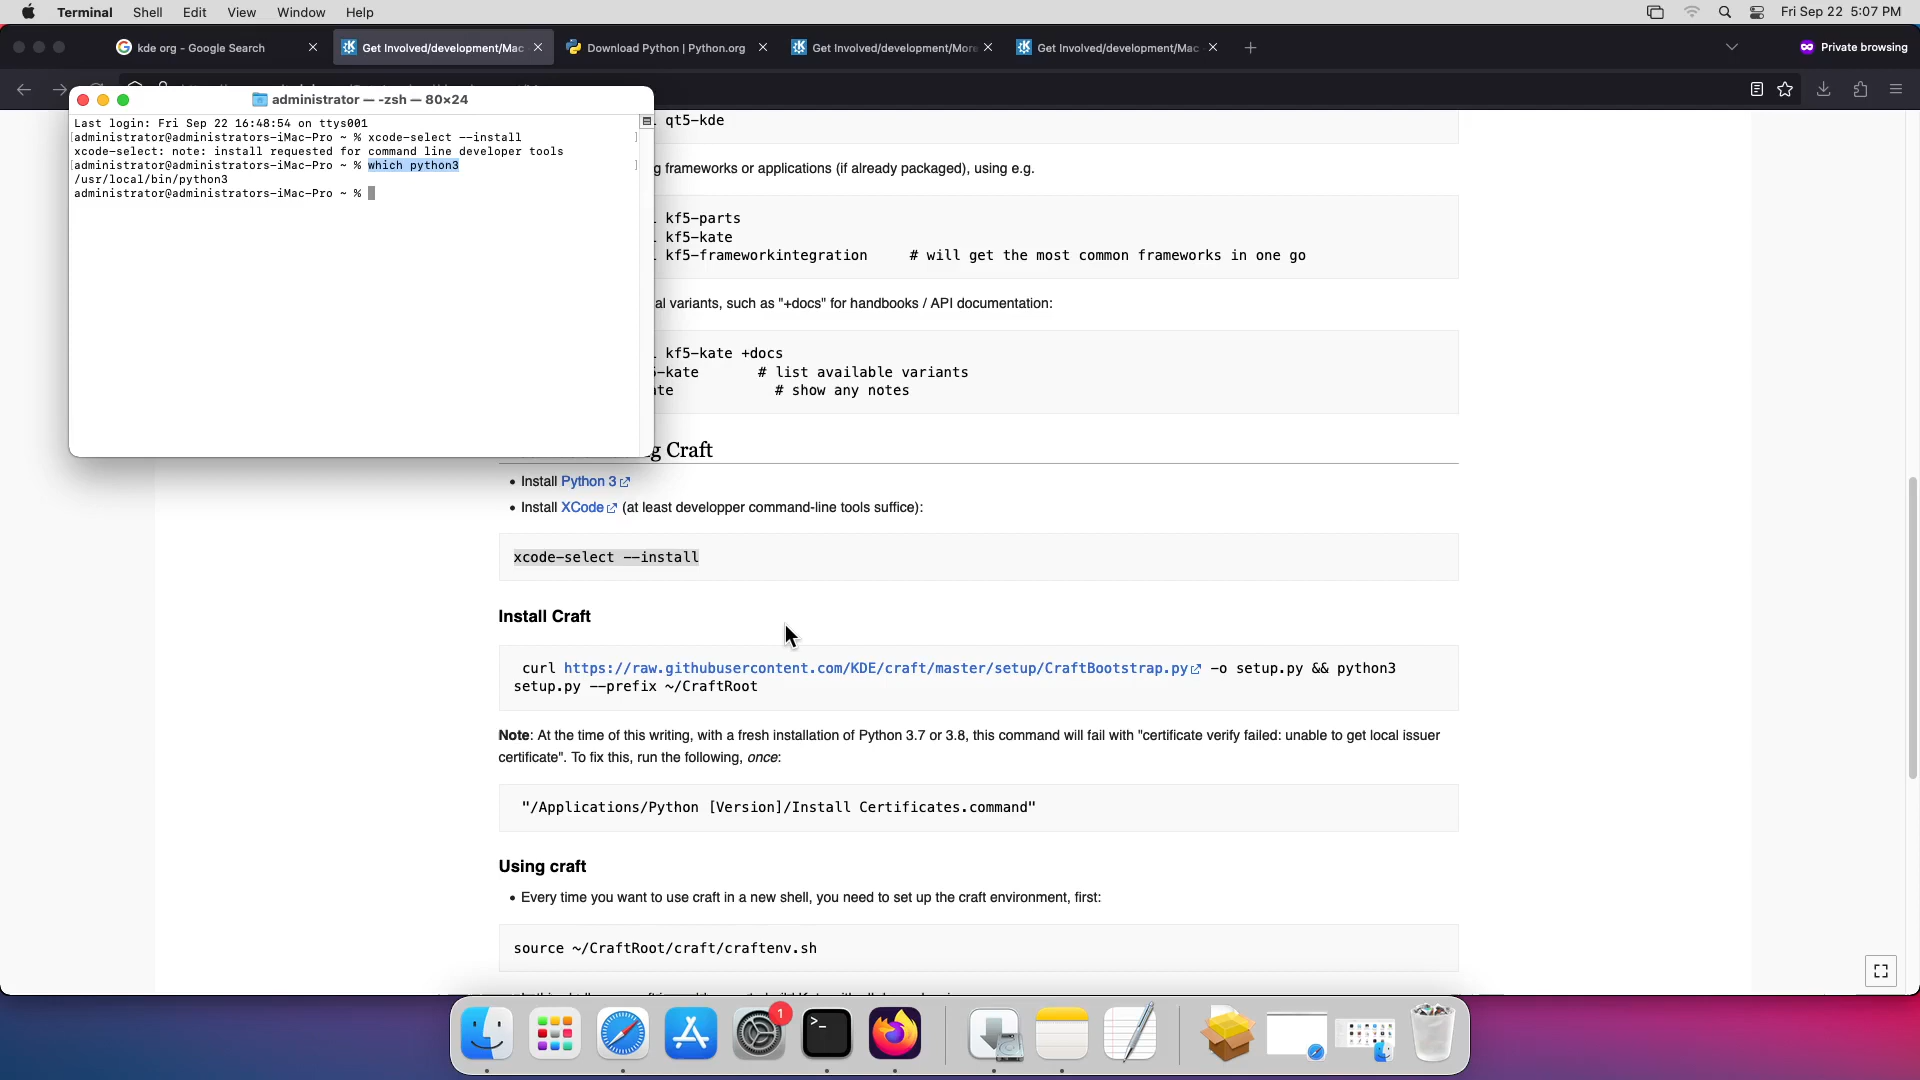 Terminal Shell Edit View Window Help
Fri Sep 22 5:07 PM
kde org - Google Search
Get Involved/development/Mac
Download Python | Python.org
Get Involved/development/More
Get Involved/development/Mac
Private browsing
administrator — -zsh — 80×24
Last login: Fri Sep 22 16:48:54 on ttys001
[administrator@administrators-iMac-Pro ~ % xcode-select --install ]
xcode-select: note: install requested for command line developer tools
[administrator@administrators-iMac-Pro ~ % which python3 ]
/usr/local/bin/python3
administrator@administrators-iMac-Pro ~ %
qt5-kde
g frameworks or applications (if already packaged), using e.g.
kf5-parts
kf5-kate
kf5-frameworkintegration # will get the most common frameworks in one go
al variants, such as "+docs" for handbooks / API documentation:
kf5-kate +docs
-kate # list available variants
te # show any notes
g Craft
• Install Python 3
• Install XCode (at least developper command-line tools suffice):
xcode-select --install
Install Craft
curl https://raw.githubusercontent.com/KDE/craft/master/setup/CraftBootstrap.py -o setup.py && python3
setup.py --prefix ~/CraftRoot
Note: At the time of this writing, with a fresh installation of Python 3.7 or 3.8, this command will fail with "certificate verify failed: unable to get local issuer
certificate". To fix this, run the following, once:
"/Applications/Python [Version]/Install Certificates.command"
Using craft
• Every time you want to use craft in a new shell, you need to set up the craft environment, first:
source ~/CraftRoot/craft/craftenv.sh
1
>_